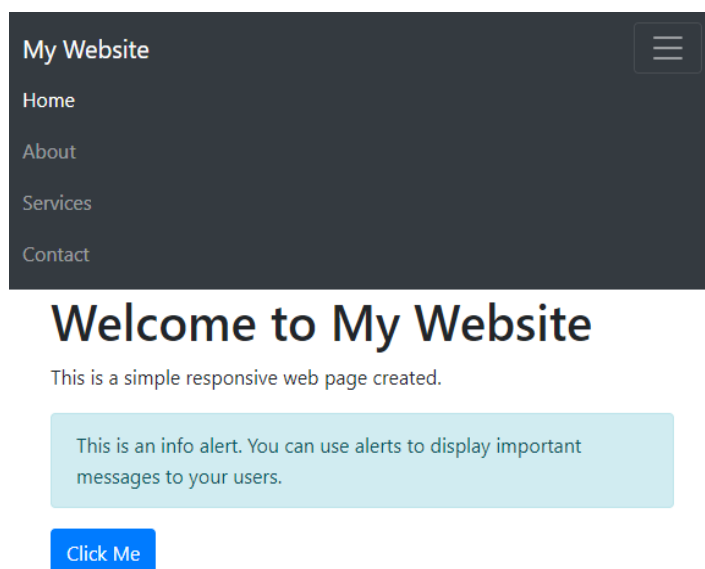 My Website
Home
About
Services
Contact
Welcome to My Website
This is a simple responsive web page created.
This is an info alert. You can use alerts to display important
messages to your users.
Click Me